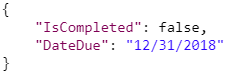 {
    "IsCompleted": false,
    "DateDue": "12/31/2018"
}